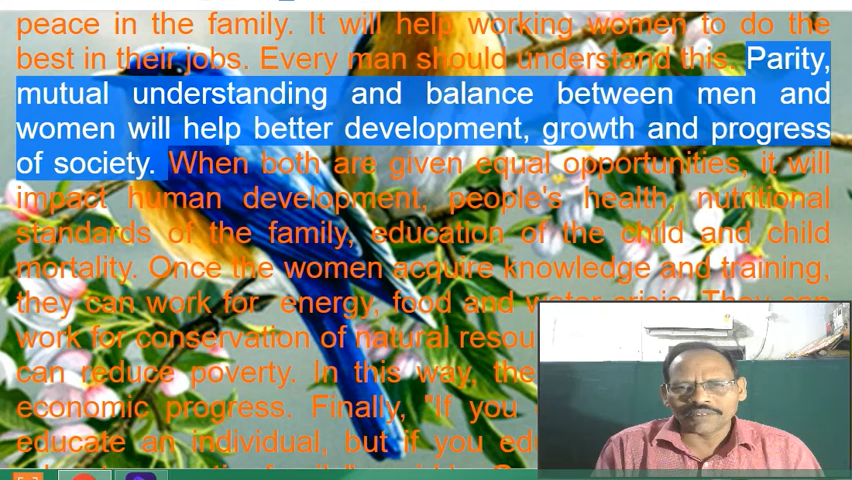 peace in the family. It will help working women to do the
best in their jobs. Every man should understand this. Parity,
mutual understanding and balance between men and
women will help better development, growth and progress
of society. When both are given equal opportunities, it will
impact human development, people's health, nutritional
standards of the family, education of the child and child
mortality. Once the women acquire knowledge and training,
they can work for energy, food and water crisis. They can
work for conservation of natural
can reduce poverty. In this way,
economic progress. Finally, "If you
educate an individual, but if you